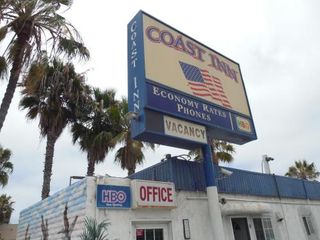 COAST INN
COAST INN
ECONOMY RATES
PHONES
VACANCY
HBO
OFFICE